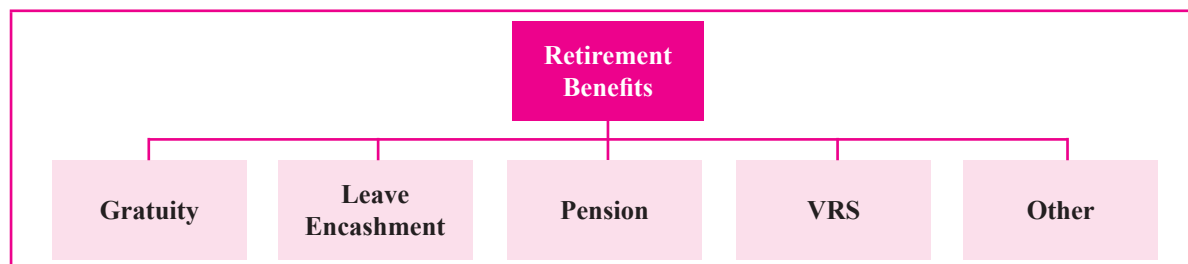 Retirement
Benefits
Gratuity
Leave
Encashment
Pension
VRS
Other